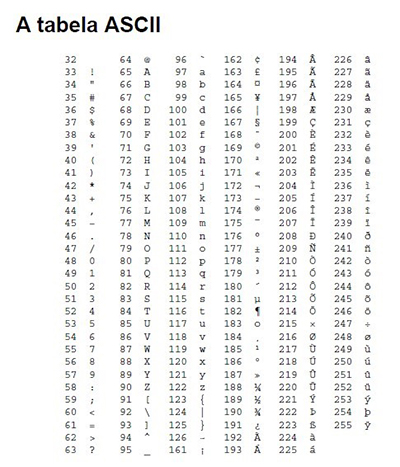 A tabela ASCII
32 64 @ 96 ` 162 ¢ 194 Â 226 â
33 ! 65 A 97 a 163 £ 195 Ã 227 ã
34 " 66 B 98 b 164 ¤ 196 Ä 228 ä
35 # 67 C 99 c 165 ¥ 197 Å 229 å
36 $ 68 D 100 d 166 ¦ 198 Æ 230 æ
37 % 69 E 101 e 167 § 199 Ç 231 ç
38 & 70 F 102 f 168 ¨ 200 È 232 è
39 ' 71 G 103 g 169 © 201 É 233 é
40 ( 72 H 104 h 170 ª 202 Ê 234 ê
41 ) 73 I 105 i 171 « 203 Ë 235 ë
42 * 74 J 106 j 172 ¬ 204 Ì 236 ì
43 + 75 K 107 k 173 - 205 Í 237 í
44 , 76 L 108 l 174 ® 206 Î 238 î
45 - 77 M 109 m 175 ¯ 207 Ï 239 ï
46 . 78 N 110 n 176 ° 208 Ð 240 ð
47 / 79 O 111 o 177 ± 209 Ñ 241 ñ
48 0 80 P 112 p 178 ² 210 Ò 242 ò
49 1 81 Q 113 q 179 ³ 211 Ó 243 ó
50 2 82 R 114 r 180 ´ 212 Ô 244 ô
51 3 83 S 115 s 181 µ 213 Õ 245 õ
52 4 84 T 116 t 182 ¶ 214 Ö 246 ö
53 5 85 U 117 u 183 215 × 247 ÷
54 6 86 V 118 v 184 ¸ 216 Ø 248 ø
55 7 87 W 119 w 185 ¹ 217 Ù 249 ù
56 8 88 X 120 x 186 º 218 Ú 250 ú
57 9 89 Y 121 y 187 » 219 Û 251 û
58 : 90 Z 122 z 188 ¼ 220 Ü 252 ü
59 ; 91 [ 123 { 189 ½ 221 Ý 253 ý
60 < 92 \ 124 | 190 ¾ 222 Þ 254 þ
61 = 93 ] 125 } 191 ¿ 223 ß 255 ÿ
62 > 94 ^ 126 ~ 192 À 224 à
63 ? 95 _ 161 ¡ 193 Á 225